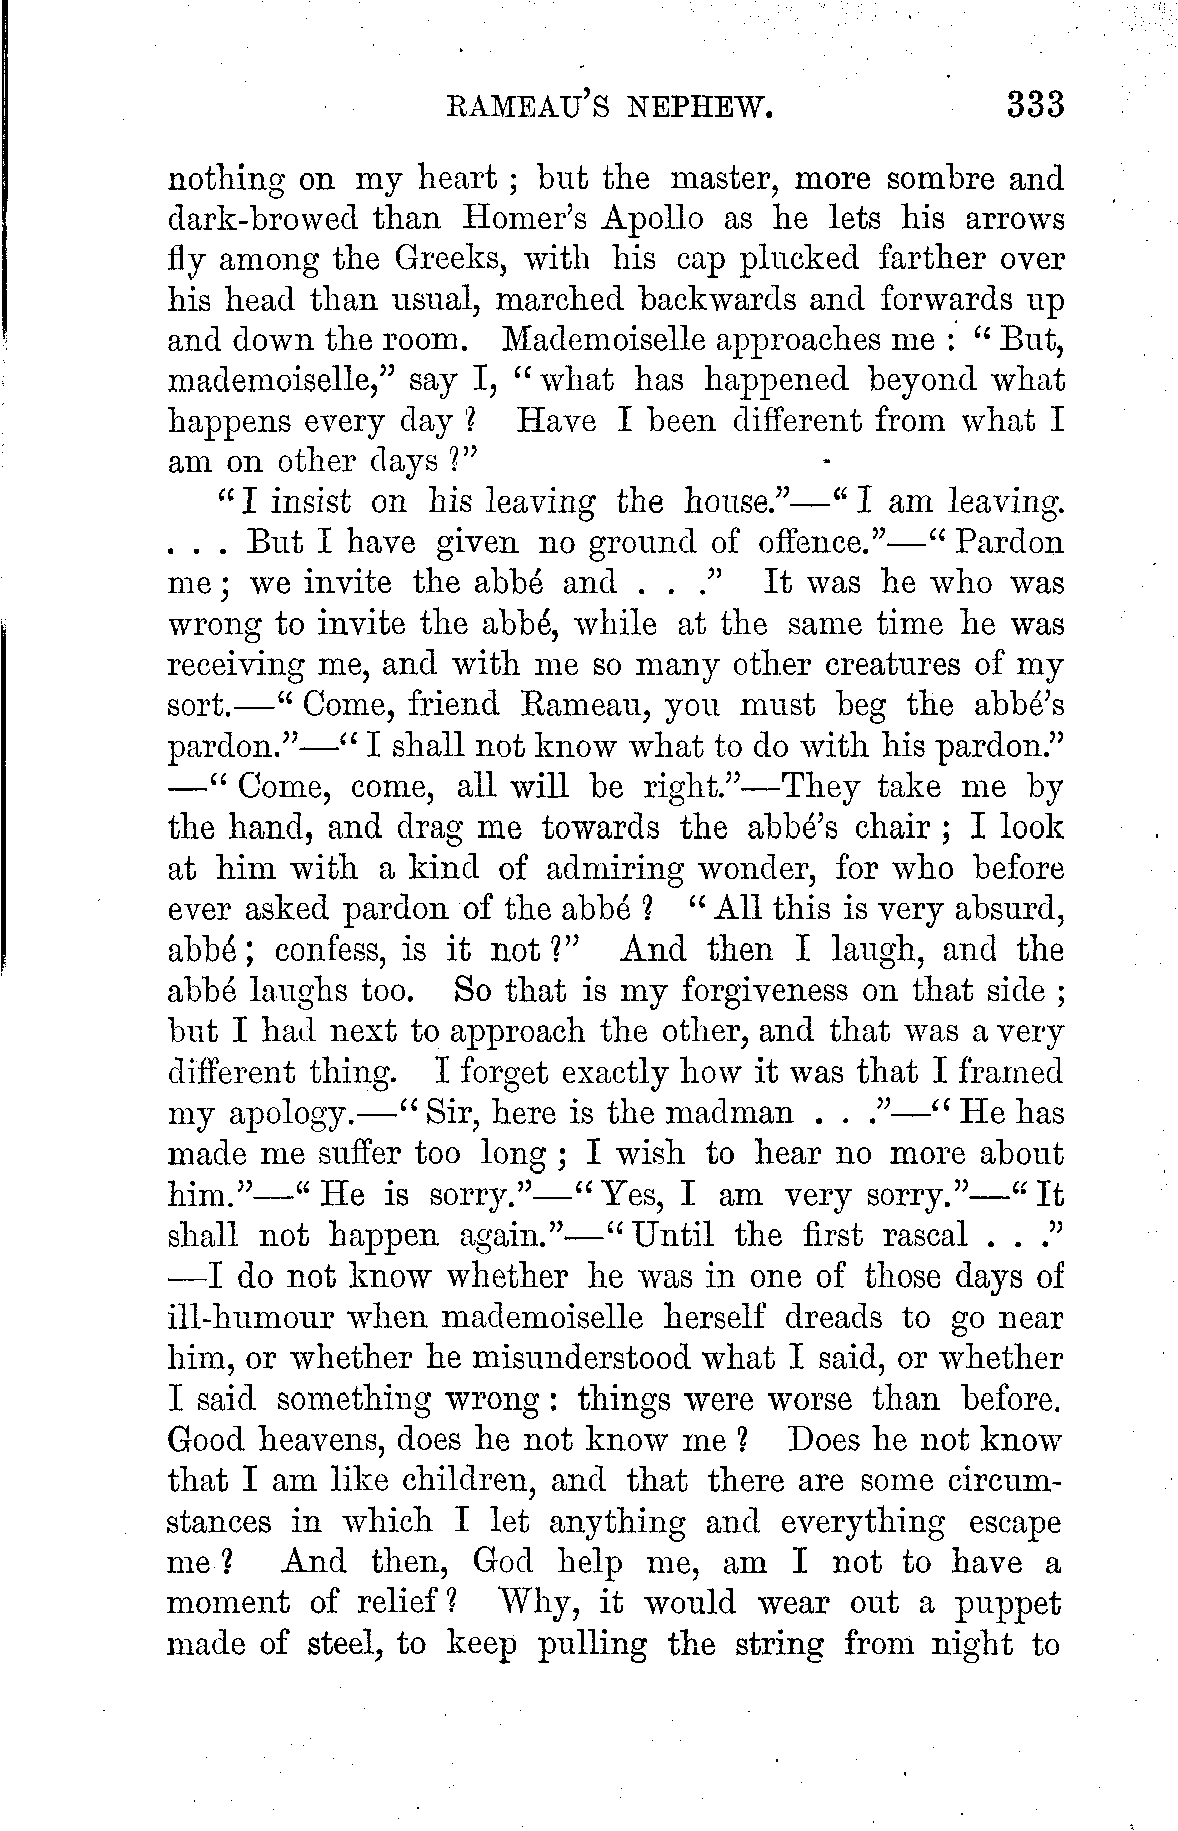 RAMEAU'S NEPHEW. 333
nothing on my heart ; but the master, more sombre and
dark-browed than Homer's Apollo as he lets his arrows
fly among the Greeks, with his cap plucked farther over
his head than usual, marched backwards and forwards up
and down the room. Mademoiselle approaches me : “ But,
mademoiselle,” say I, “ what has happened beyond what
happens every day ? Have I been different from what I
am on other days ?”
“ I insist on his leaving the house.”—“ I am leaving.
. . . But I have given no ground of offence.”—“ Pardon
me ; we invite the abbé and . . .” It was he who was
wrong to invite the abbé, while at the same time he was
receiving me, and with me so many other creatures of my
sort.—“ Come, friend Rameau, you must beg the abbé's
pardon.”—“ I shall not know what to do with his pardon.”
—“ Come, come, all will be right.”—They take me by
the hand, and drag me towards the abbé's chair ; I look
at him with a kind of admiring wonder, for who before
ever asked pardon of the abbé ? “ All this is very absurd,
abbé ; confess, is it not ?” And then I laugh, and the
abbé laughs too. So that is my forgiveness on that side ;
but I had next to approach the other, and that was a very
different thing. I forget exactly how it was that I framed
my apology.—“ Sir, here is the madman . . .”—“ He has
made me suffer too long ; I wish to hear no more about
him.”—“ He is sorry.”—“ Yes, I am very sorry.”—“ It
shall not happen again.”—“ Until the first rascal . . .”
—I do not know whether he was in one of those days of
ill-humour when mademoiselle herself dreads to go near
him, or whether he misunderstood what I said, or whether
I said something wrong : things were worse than before.
Good heavens, does he not know me ? Does he not know
that I am like children, and that there are some circum-
stances in which I let anything and everything escape
me ? And then, God help me, am I not to have a
moment of relief ? Why, it would wear out a puppet
made of steel, to keep pulling the string from night to